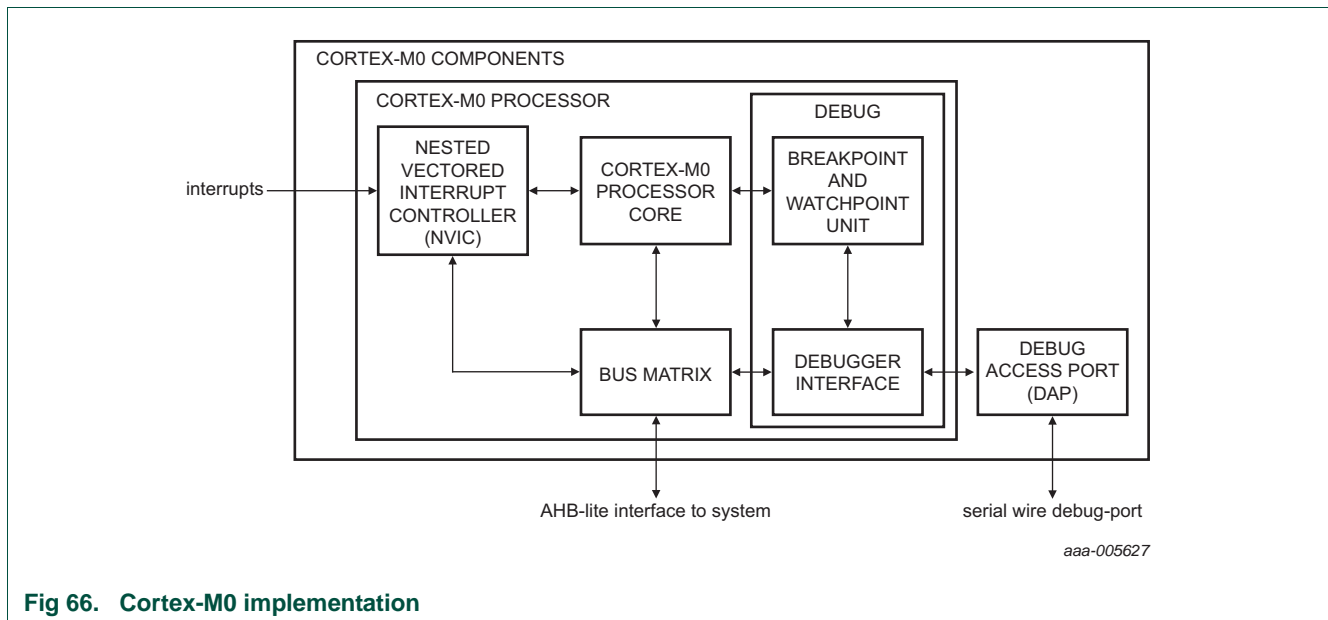 CORTEX-M0 COMPONENTS
CORTEX-M0 PROCESSOR
DEBUG
NESTED
VECTORED
INTERRUPT
CONTROLLER
(NVIC)
CORTEX-M0
PROCESSOR
CORE
BREAKPOINT
AND
WATCHPOINT
UNIT
interrupts
BUS MATRIX
DEBUGGER
INTERFACE
DEBUG
ACCESS PORT
(DAP)
AHB-lite interface to system
serial wire debug-port
aaa-005627
Fig 66. Cortex-M0 implementation